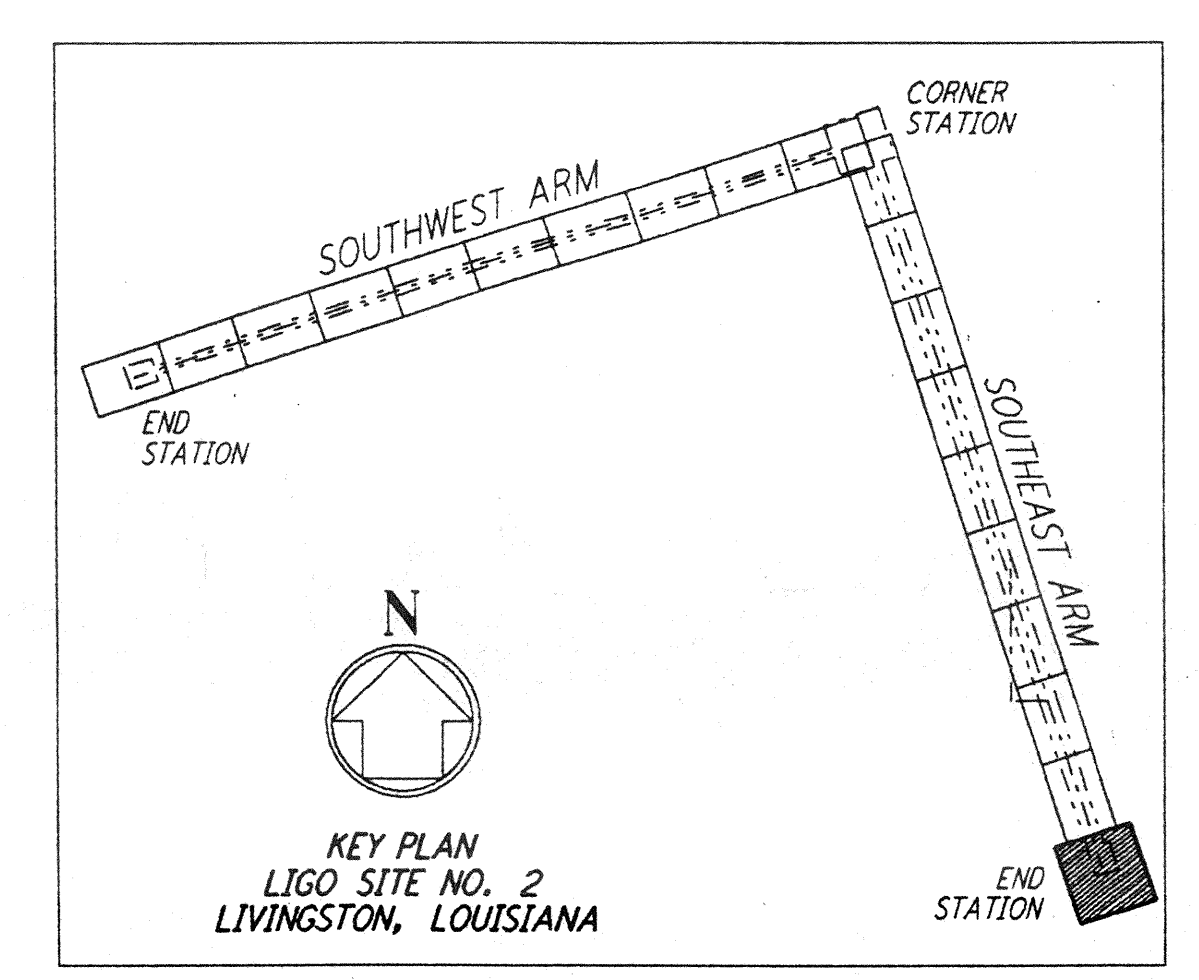 CORNER
STATION
SOUTHWEST ARM
END
STATION
SOUTHEAST ARM
N
KEY PLAN
LIGO SITE NO. 2
LIVINGSTON, LOUISIANA
END
STATION